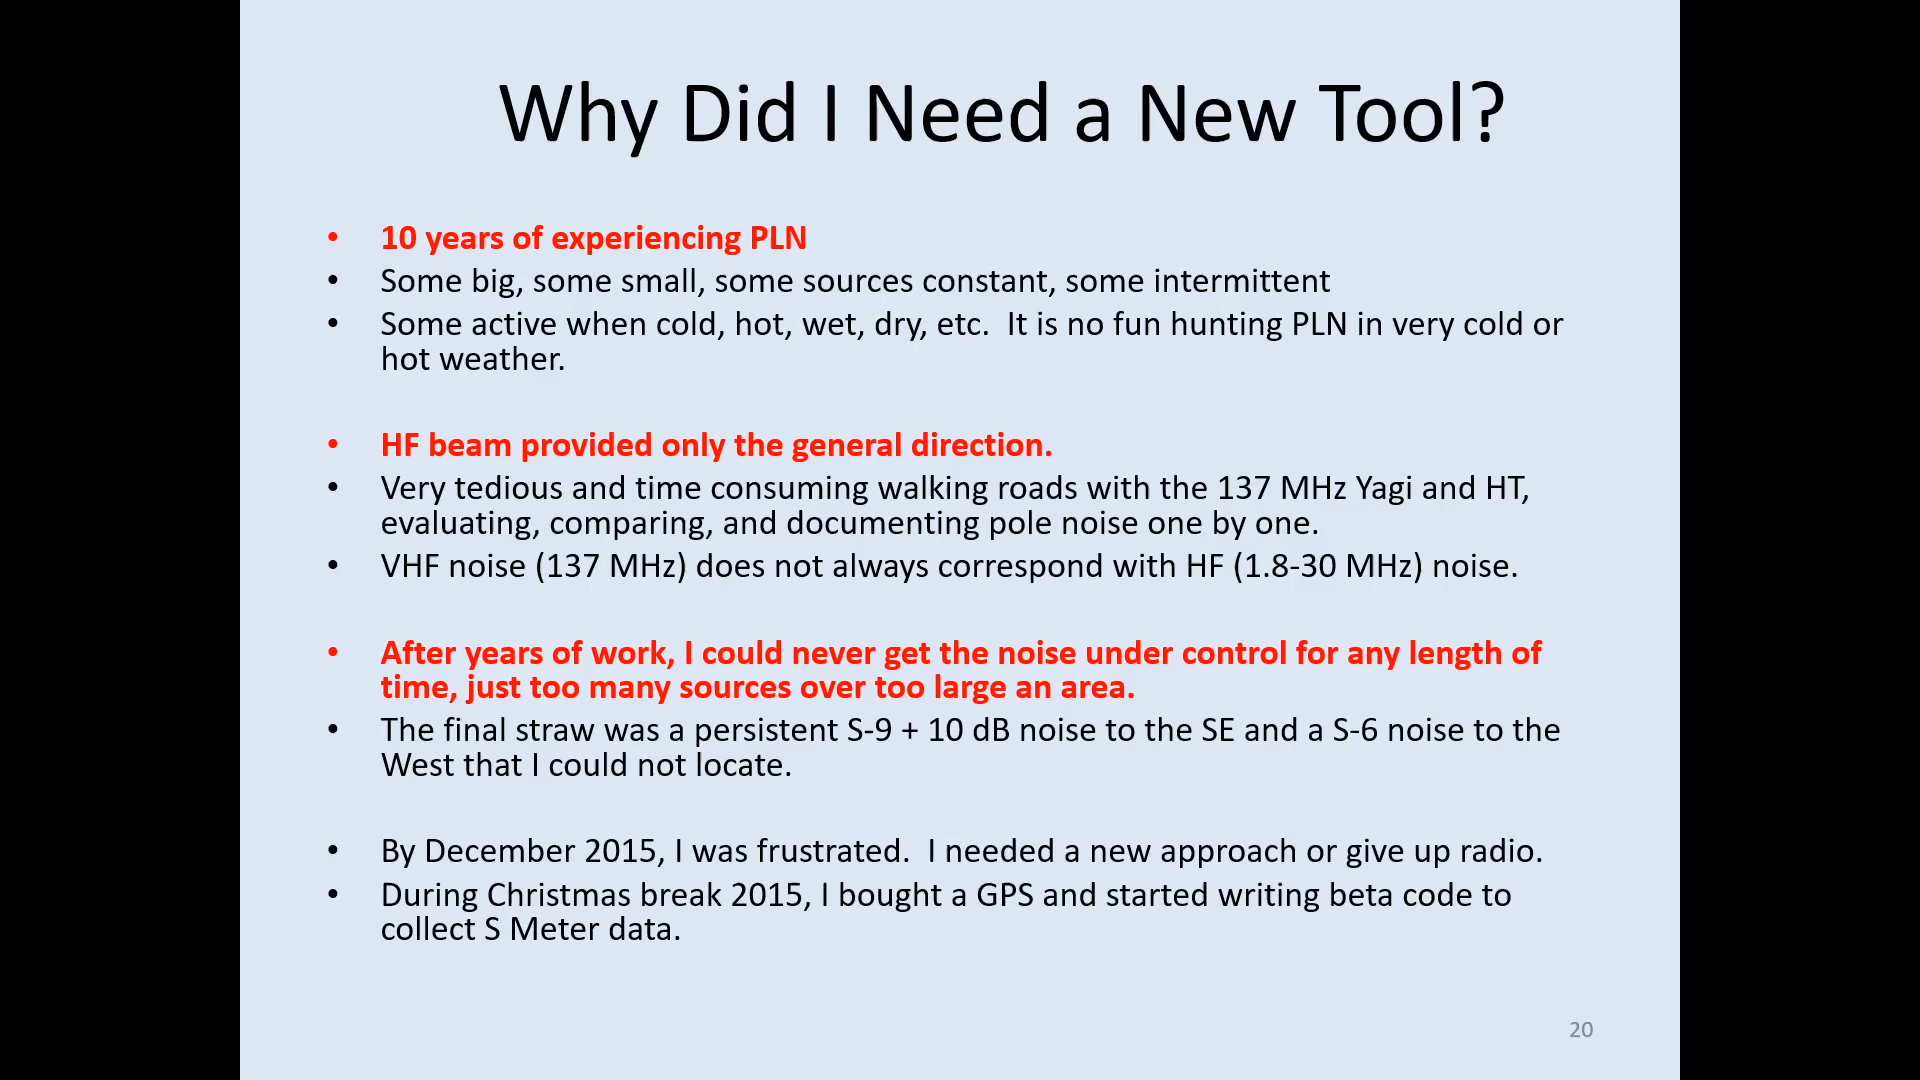 Why Did I Need a New Tool?
• 10 years of experiencing PLN
• Some big, some small, some sources constant, some intermittent
• Some active when cold, hot, wet, dry, etc.  It is no fun hunting PLN in very cold or
hot weather.
• HF beam provided only the general direction.
• Very tedious and time consuming walking roads with the 137 MHz Yagi and HT,
evaluating, comparing, and documenting pole noise one by one.
• VHF noise (137 MHz) does not always correspond with HF (1.8-30 MHz) noise.
• After years of work, I could never get the noise under control for any length of
time, just too many sources over too large an area.
• The final straw was a persistent S-9 + 10 dB noise to the SE and a S-6 noise to the
West that I could not locate.
• By December 2015, I was frustrated.  I needed a new approach or give up radio.
• During Christmas break 2015, I bought a GPS and started writing beta code to
collect S Meter data.
20